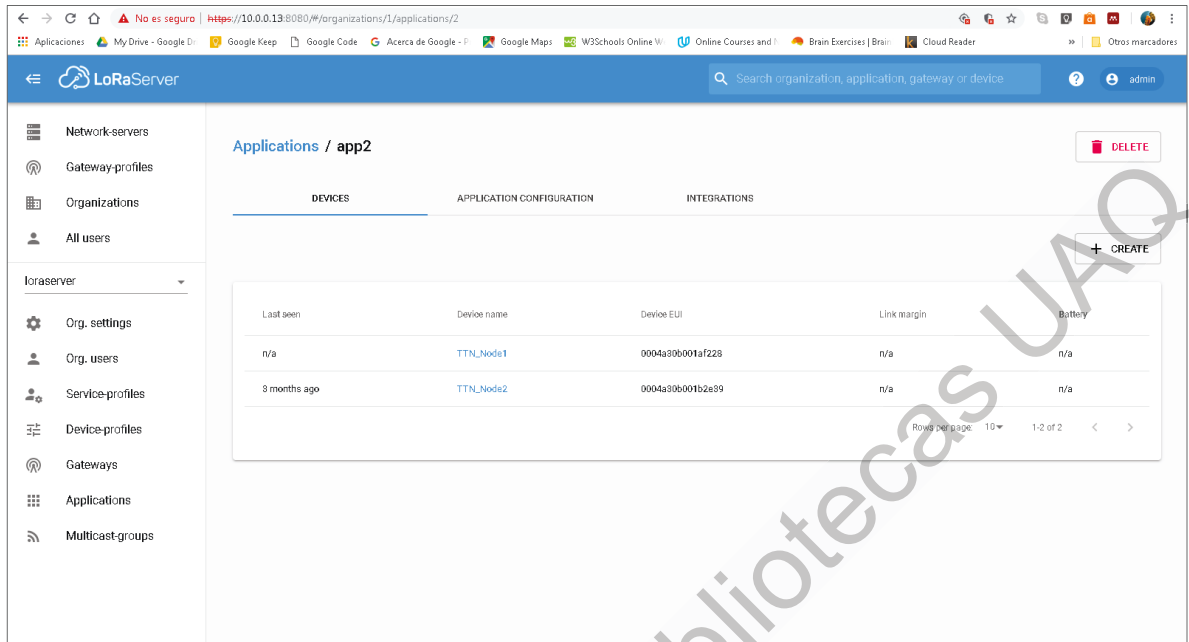 No es seguro | https://10.0.0.13:8080/#/organizations/1/applications/2
Aplicaciones My Drive - Google Dr Google Keep Google Code Acerca de Google - P Google Maps W3Schools Online W Online Courses and N Brain Exercises | Brain Cloud Reader » Otros marcadores
LoRaServer Search organization, application, gateway or device ? admin
Network-servers
Gateway-profiles
Organizations
All users
loraserver
Org. settings
Org. users
Service-profiles
Device-profiles
Gateways
Applications
Multicast-groups
Applications / app2 DELETE
DEVICES APPLICATION CONFIGURATION INTEGRATIONS
+ CREATE
Last seen Device name Device EUI Link margin Battery
n/a TTN_Node1 0004a30b001af228 n/a n/a
3 months ago TTN_Node2 0004a30b001b2e39 n/a n/a
Rows per page: 10 1-2 of 2 < >
bliotecas UAQ